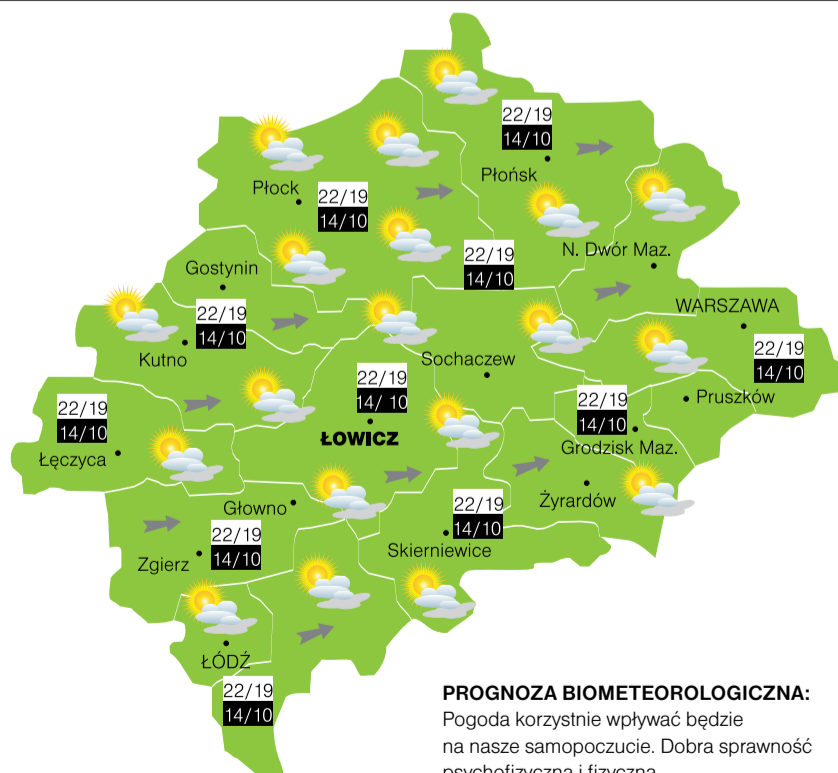 22/19
14/10
Płońsk
Płock
22/19
14/10
N. Dwór Maz.
22/19
14/10
Gostynin
WARSZAWA
22/19
14/10
Kutno
22/19
14/10
Sochaczew
22/19
14/ 10
ŁOWICZ
Pruszków
22/19
14/10
Grodzisk Maz.
22/19
14/10
Łęczyca
Żyrardów
Głowno
22/19
14/10
Skierniewice
22/19
14/10
Zgierz
ŁÓDŹ
22/19
14/10
PROGNOZA BIOMETEOROLOGICZNA:
Pogoda korzystnie wpływać będzie
na nasze samopoczucie. Dobra sprawność
psychofizyczna i fizyczna